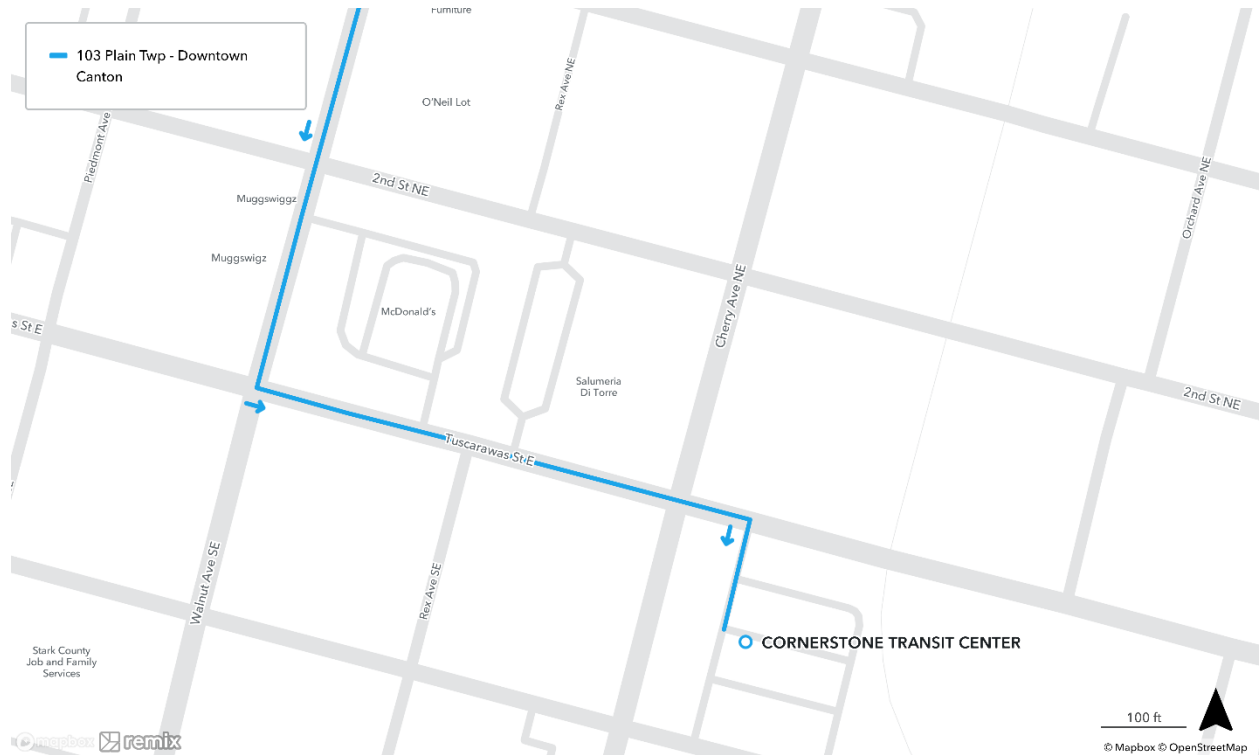 Furniture
103 Plain Twp - Downtown
Canton
O'Neil Lot
Rex Ave NE
Piedmont Ave
2nd St NE
Orchard Ave NE
Muggswiggz
Muggswigz
McDonald's
Cherry Ave NE
s St E
Salumeria
Di Torre
2nd St NE
Tuscarawas St E
Walnut Ave SE
Rex Ave SE
CORNERSTONE TRANSIT CENTER
Stark County
Job and Family
Services
100 ft
mapbox remix
© Mapbox © OpenStreetMap